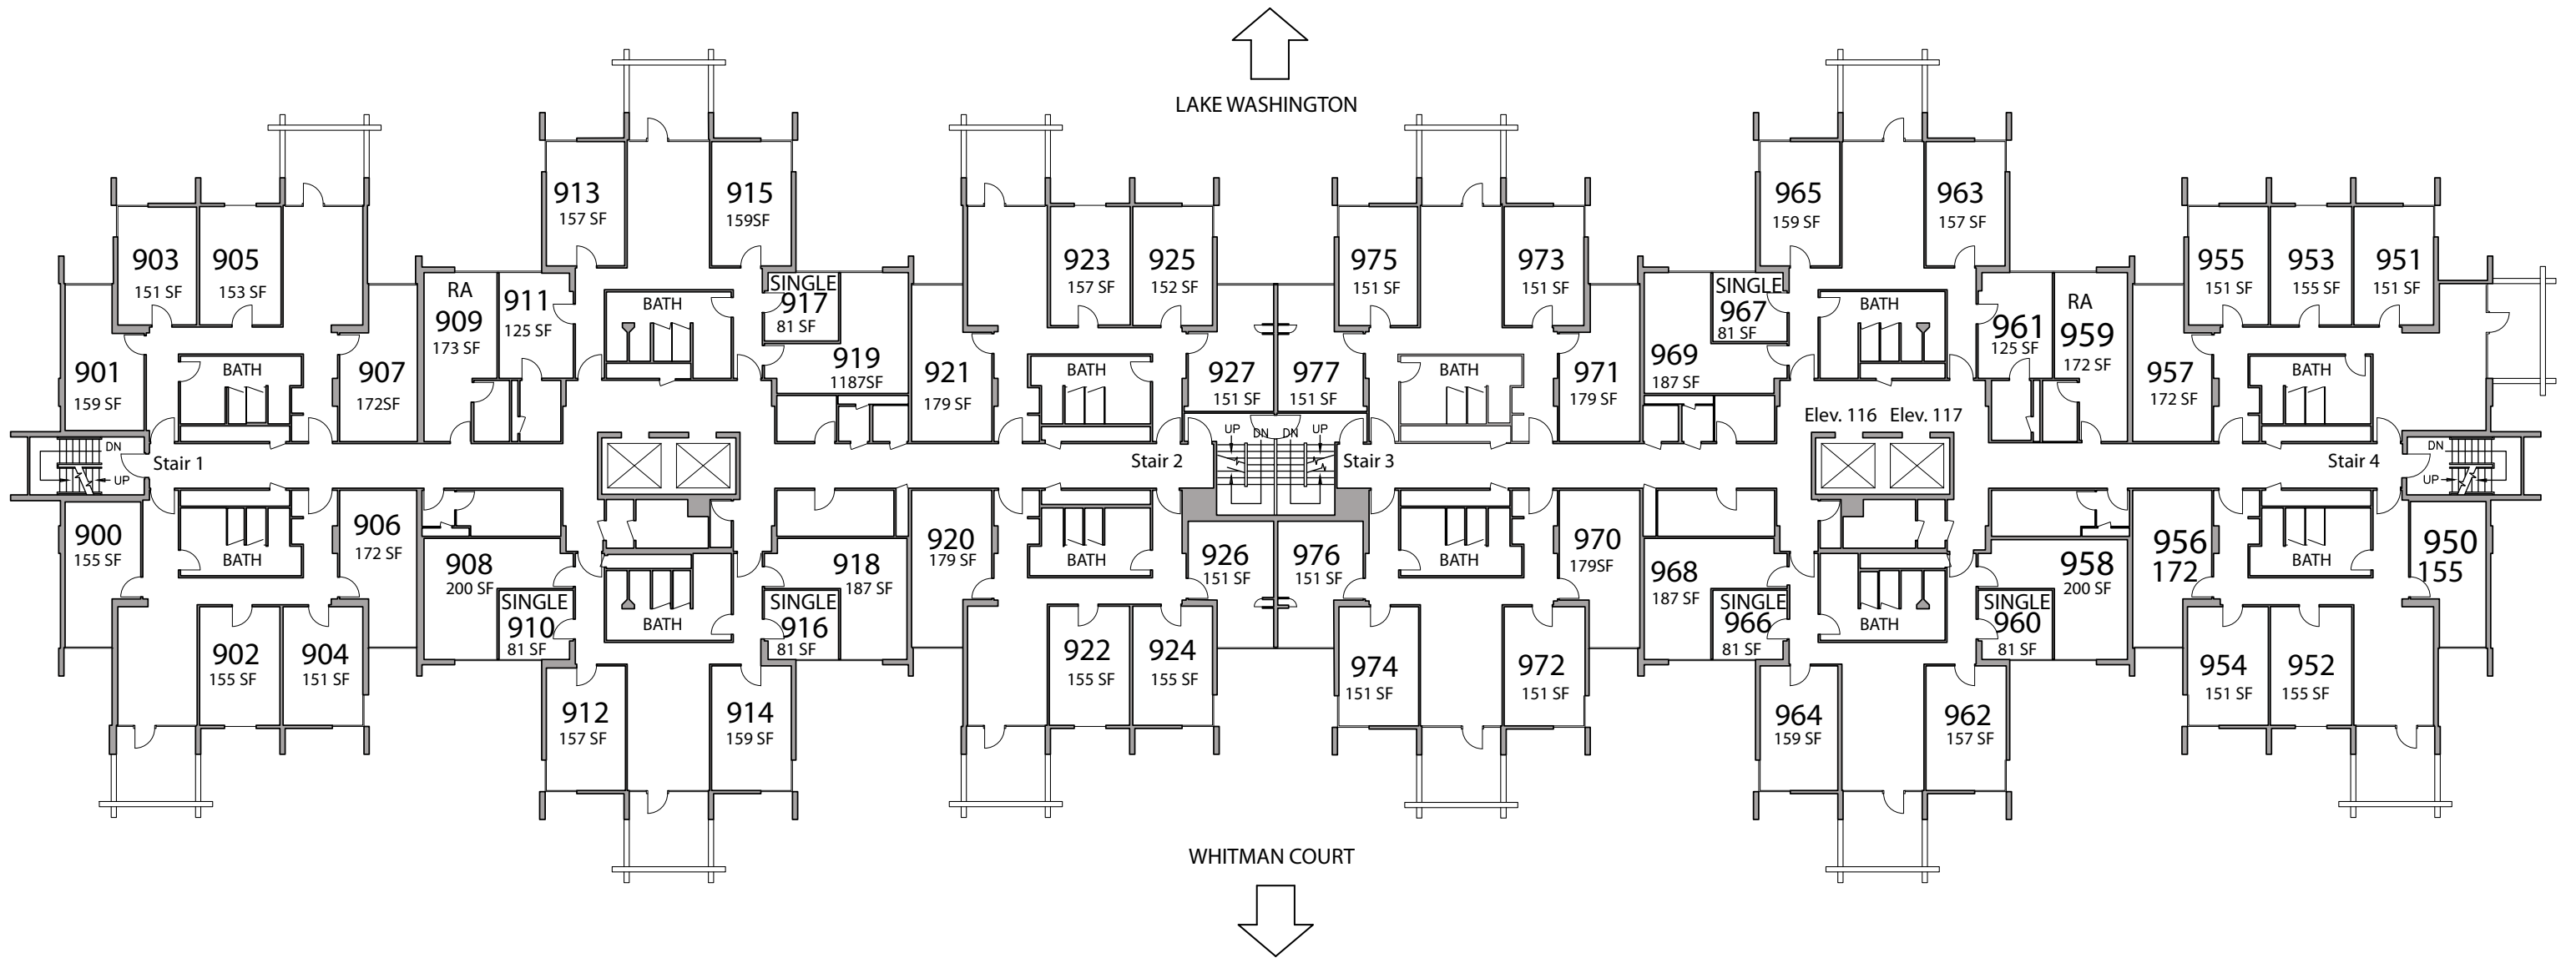 LAKE WASHINGTON
913
157 SF
915
159SF
965
159 SF
963
157 SF
903
151 SF
905
153 SF
923
157 SF
925
152 SF
975
151 SF
973
151 SF
955
151 SF
953
155 SF
951
151 SF
RA
909
173 SF
911
125 SF
BATH
SINGLE
917
81 SF
919
1187SF
SINGLE
967
81 SF
969
187 SF
BATH
961
125 SF
RA
959
172 SF
901
159 SF
BATH
907
172SF
921
179 SF
BATH
927
151 SF
977
151 SF
BATH
971
179 SF
957
172 SF
BATH
Elev. 116
Elev. 117
DN
UP
Stair 1
Stair 2
UP
DN
DN
UP
Stair 3
Stair 4
DN
UP
900
155 SF
BATH
906
172 SF
908
200 SF
SINGLE
910
81 SF
BATH
918
187 SF
SINGLE
916
81 SF
920
179 SF
BATH
926
151 SF
976
151 SF
BATH
970
179SF
968
187 SF
SINGLE
966
81 SF
BATH
958
200 SF
SINGLE
960
81 SF
956
172
BATH
950
155
902
155 SF
904
151 SF
922
155 SF
924
155 SF
974
151 SF
972
151 SF
954
151 SF
952
155 SF
912
157 SF
914
159 SF
964
159 SF
962
157 SF
WHITMAN COURT